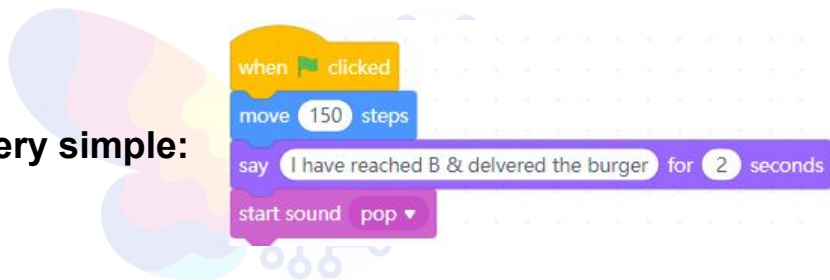 ery simple:
when clicked
move 150 steps
say I have reached B & delvered the burger for 2 seconds
start sound pop